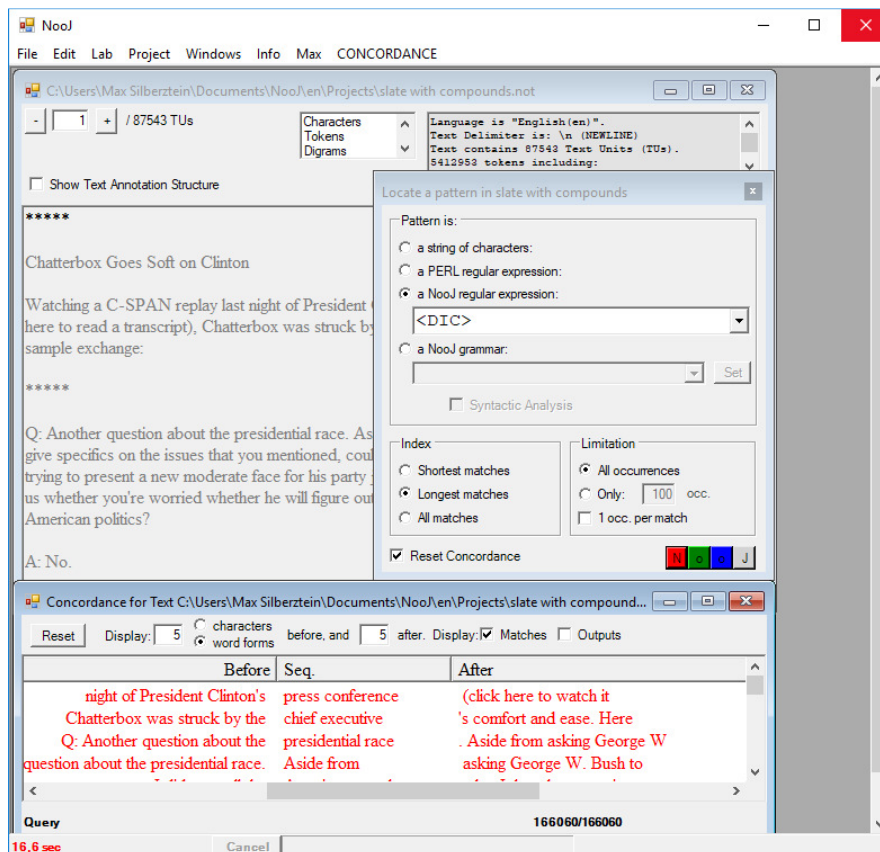 NooJ
File Edit Lab Project Windows Info Max CONCORDANCE
C:\Users\Max Silberztein\Documents\NooJ\en\Projects\slate with compounds.not
- 1 + / 87543 TUs
Characters
Tokens
Digrams
Language is "English(en)".
Text Delimiter is: \n (NEWLINE)
Text contains 87543 Text Units (TUs).
5412953 tokens including:
Show Text Annotation Structure
*****
Chatterbox Goes Soft on Clinton
Watching a C-SPAN replay last night of President
here to read a transcript), Chatterbox was struck by
sample exchange:
*****
Q: Another question about the presidential race. As
give specifics on the issues that you mentioned, cou
trying to present a new moderate face for his party
us whether you're worried whether he will figure out
American politics?
A: No.
Locate a pattern in slate with compounds
Pattern is:
a string of characters:
a PERL regular expression:
a NooJ regular expression:
<DIC>
a NooJ grammar:
Set
Syntactic Analysis
Index
Shortest matches
Longest matches
All matches
Limitation
All occurrences
Only: 100 occ.
1 occ. per match
Reset Concordance
N o o J
Concordance for Text C:\Users\Max Silberztein\Documents\NooJ\en\Projects\slate with compound...
Reset Display: 5 characters word forms before, and 5 after. Display: Matches Outputs
Before Seq. After
night of President Clinton's press conference (click here to watch it
Chatterbox was struck by the chief executive 's comfort and ease. Here
Q: Another question about the presidential race . Aside from asking George W
question about the presidential race. Aside from asking George W. Bush to
Query 166060/166060
16,6 sec Cancel